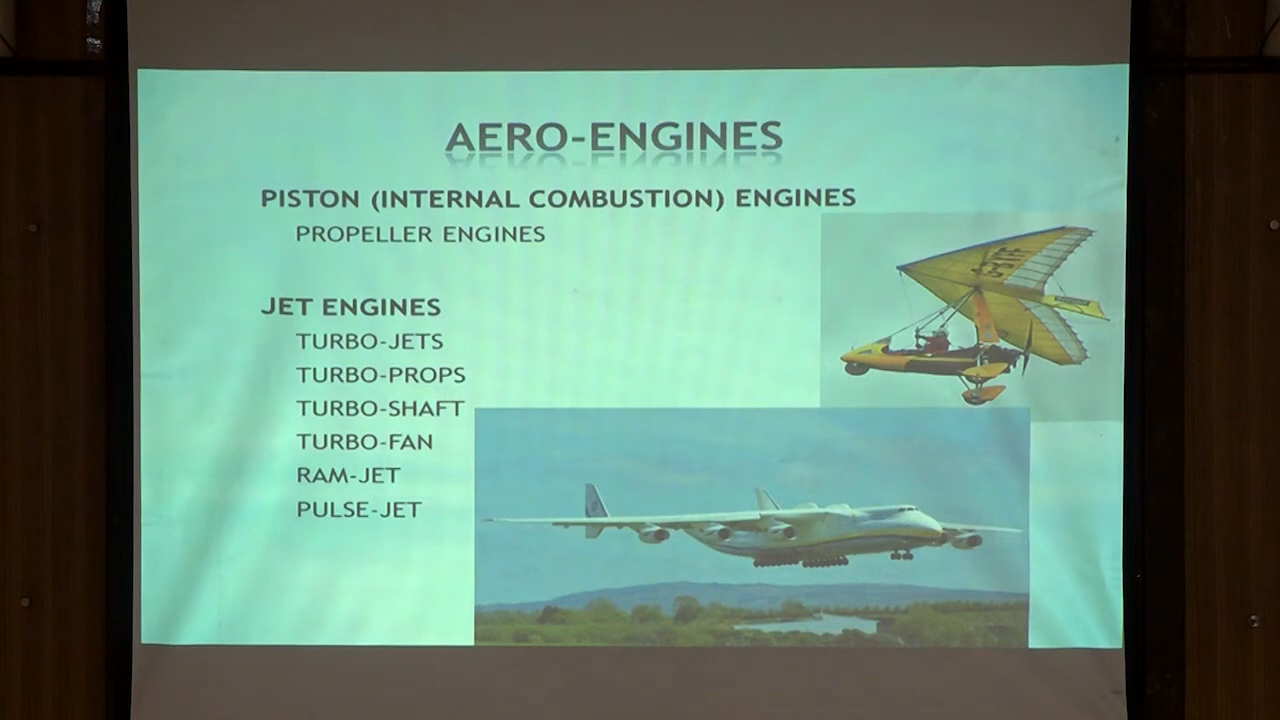 AERO-ENGINES
PISTON (INTERNAL COMBUSTION) ENGINES
PROPELLER ENGINES
JET ENGINES
TURBO-JETS
TURBO-PROPS
TURBO-SHAFT
TURBO-FAN
RAM-JET
PULSE-JET